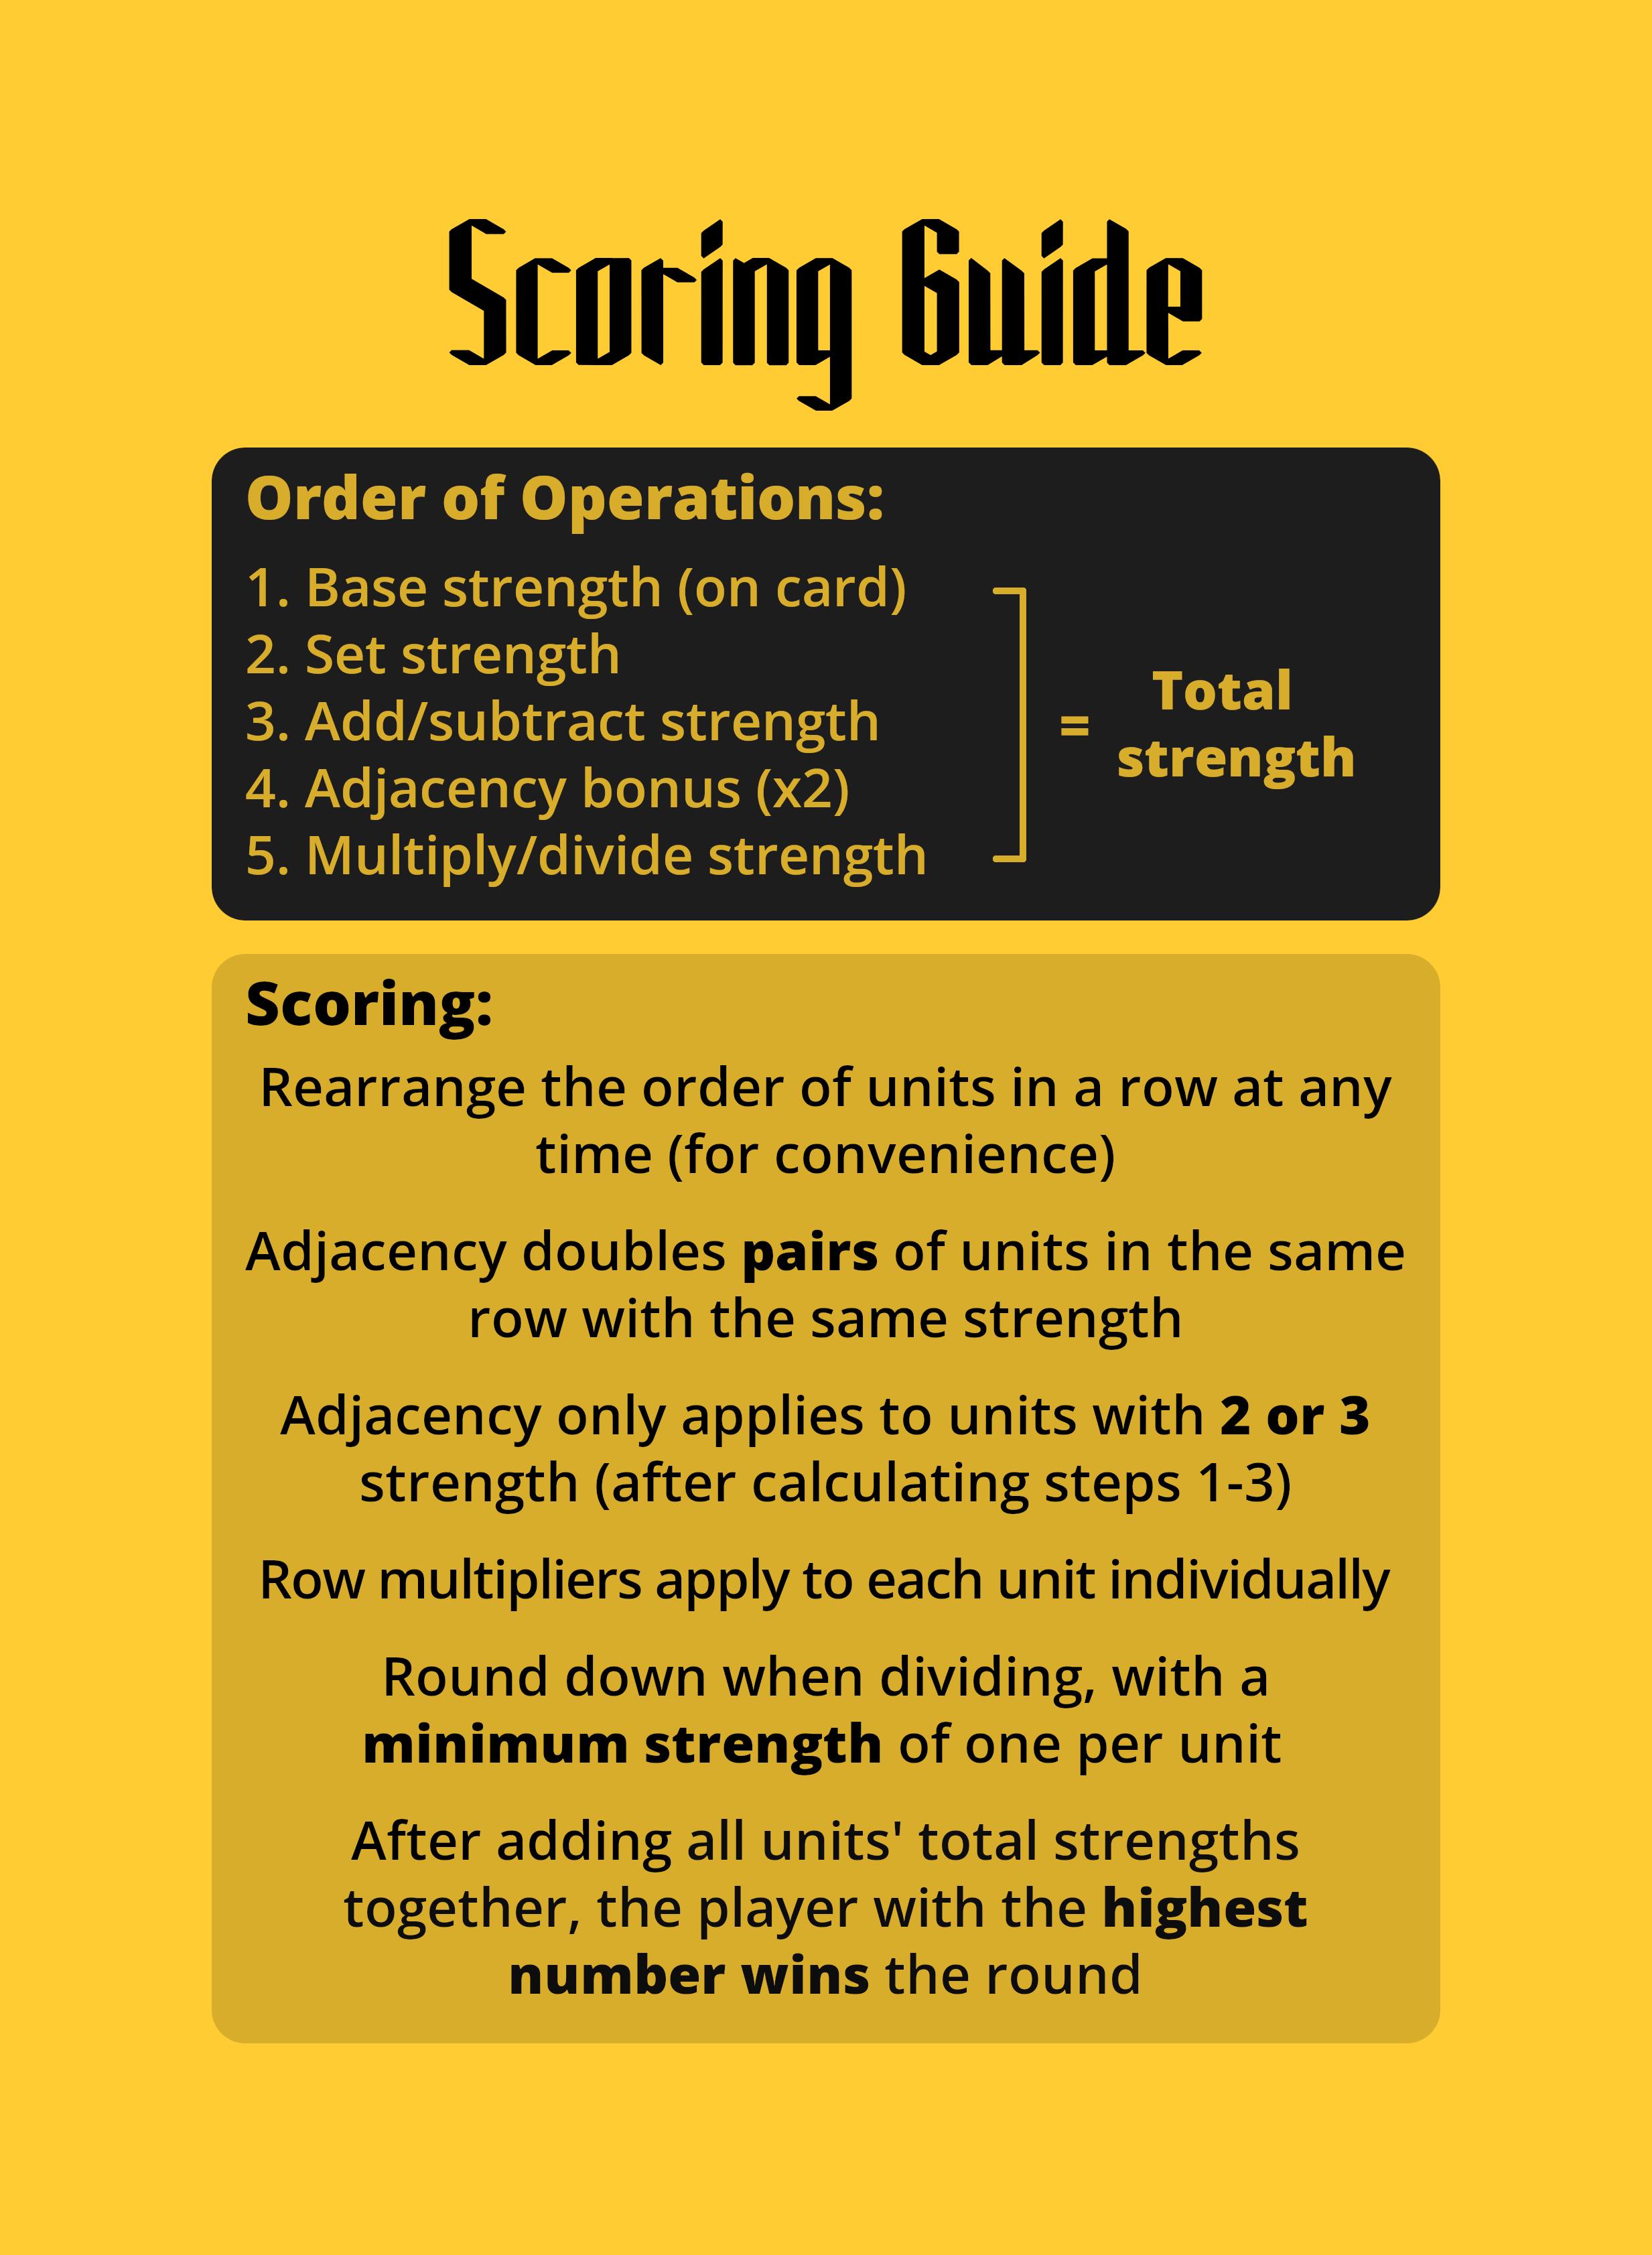 Scoring Guide
Order of Operations:
1. Base strength (on card)
2. Set strength
3. Add/subtract strength
4. Adjacency bonus (x2)
5. Multiply/divide strength
= Total
strength
Scoring:
Rearrange the order of units in a row at any
time (for convenience)
Adjacency doubles pairs of units in the same
row with the same strength
Adjacency only applies to units with 2 or 3
strength (after calculating steps 1-3)
Row multipliers apply to each unit individually
Round down when dividing, with a
minimum strength of one per unit
After adding all units' total strengths
together, the player with the highest
number wins the round